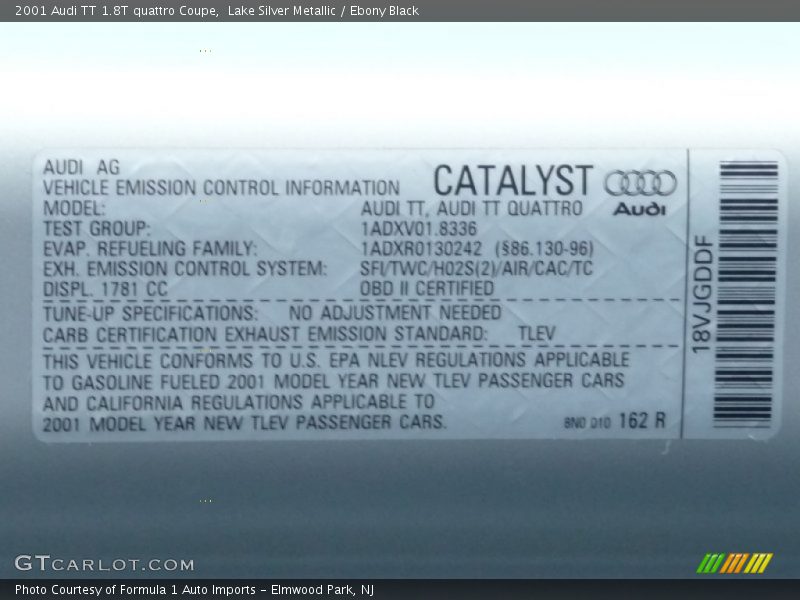 2001 Audi TT 1.8T quattro Coupe,  Lake Silver Metallic / Ebony Black
AUDI AG
VEHICLE EMISSION CONTROL INFORMATION
CATALYST
Audi
MODEL: AUDI TT, AUDI TT QUATTRO
TEST GROUP: 1ADXV01.8336
EVAP. REFUELING FAMILY: 1ADXR0130242 (§86.130-96)
EXH. EMISSION CONTROL SYSTEM: SFI/TWC/HO2S(2)/AIR/CAC/TC
DISPL. 1781 CC OBD II CERTIFIED
TUNE-UP SPECIFICATIONS: NO ADJUSTMENT NEEDED
CARB CERTIFICATION EXHAUST EMISSION STANDARD: TLEV
THIS VEHICLE CONFORMS TO U.S. EPA NLEV REGULATIONS APPLICABLE
TO GASOLINE FUELED 2001 MODEL YEAR NEW TLEV PASSENGER CARS
AND CALIFORNIA REGULATIONS APPLICABLE TO
2001 MODEL YEAR NEW TLEV PASSENGER CARS.
8N0 010 162 R
18VJGDDF
GTCARLOT.COM
Photo Courtesy of Formula 1 Auto Imports – Elmwood Park, NJ